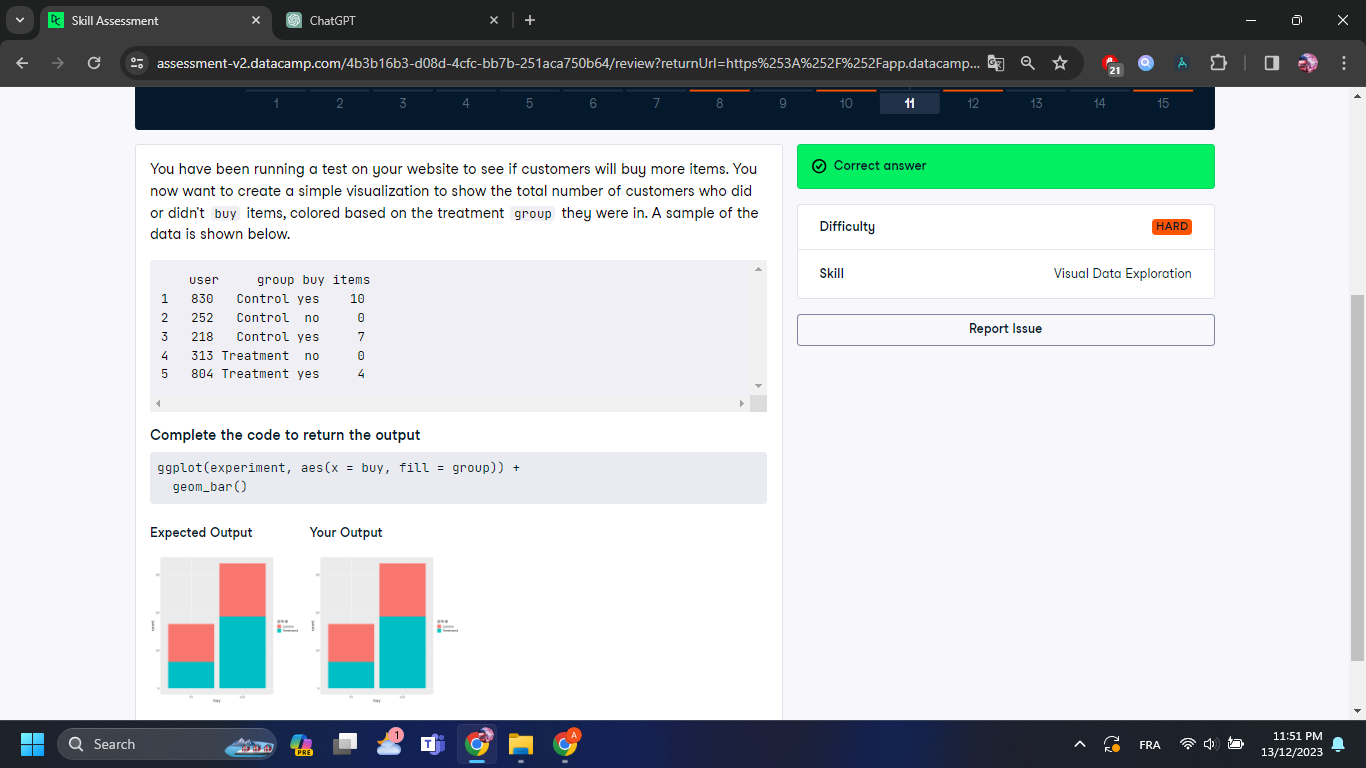 Skill Assessment
ChatGPT
assessment-v2.datacamp.com/4b3b16b3-d08d-4cfc-bb7b-251aca750b64/review?returnUrl=https%253A%252F%252Fapp.datacamp...
21
1 2 3 4 5 6 7 8 9 10 11 12 13 14 15
You have been running a test on your website to see if customers will buy more items. You
now want to create a simple visualization to show the total number of customers who did
or didn't buy items, colored based on the treatment group they were in. A sample of the
data is shown below.
user group buy items
1 830 Control yes 10
2 252 Control no 0
3 218 Control yes 7
4 313 Treatment no 0
5 804 Treatment yes 4
Complete the code to return the output
ggplot(experiment, aes(x = buy, fill = group)) +
geom_bar()
Expected Output Your Output
Correct answer
Difficulty HARD
Skill Visual Data Exploration
Report Issue
Search
PRE
1
A
FRA
11:51 PM
13/12/2023